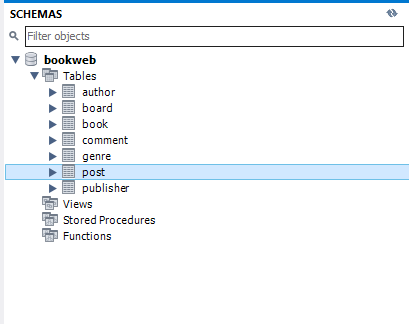 SCHEMAS
Filter objects
bookweb
Tables
author
board
book
comment
genre
post
publisher
Views
Stored Procedures
Functions